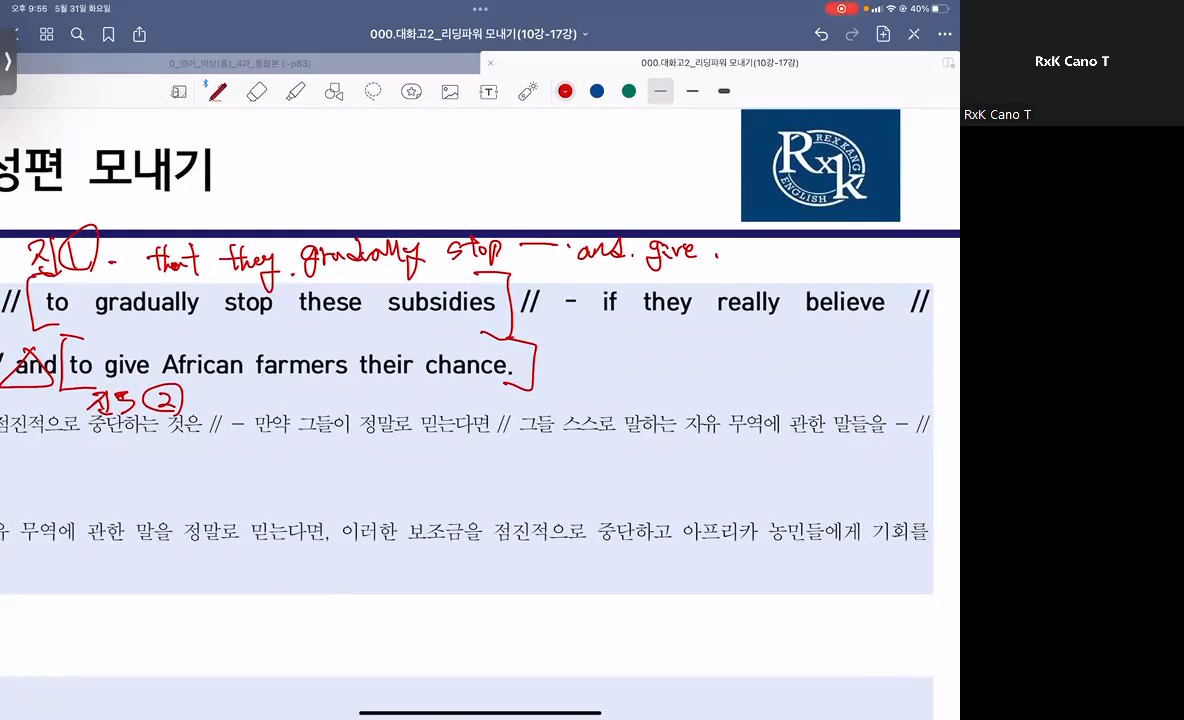 오후 9:55 5월 31일 화요일
40%
000.대화고2_리딩파워 모내기(10강-17강)
0_영어_비상(홍)_4과_통합본 (~p83)
000.대화고2_리딩파워 모내기(10강-17강)
RxK Cano T
RxK Cano T
성편 모내기
REX KANG
RxK
ENGLISH
진① - that they gradually stop — and give.
// to gradually stop these subsidies // - if they really believe //
/ and to give African farmers their chance.
진주②
점진적으로 중단하는 것은 // - 만약 그들이 정말로 믿는다면 // 그들 스스로 말하는 자유 무역에 관한 말들을 - //
유 무역에 관한 말을 정말로 믿는다면, 이러한 보조금을 점진적으로 중단하고 아프리카 농민들에게 기회를